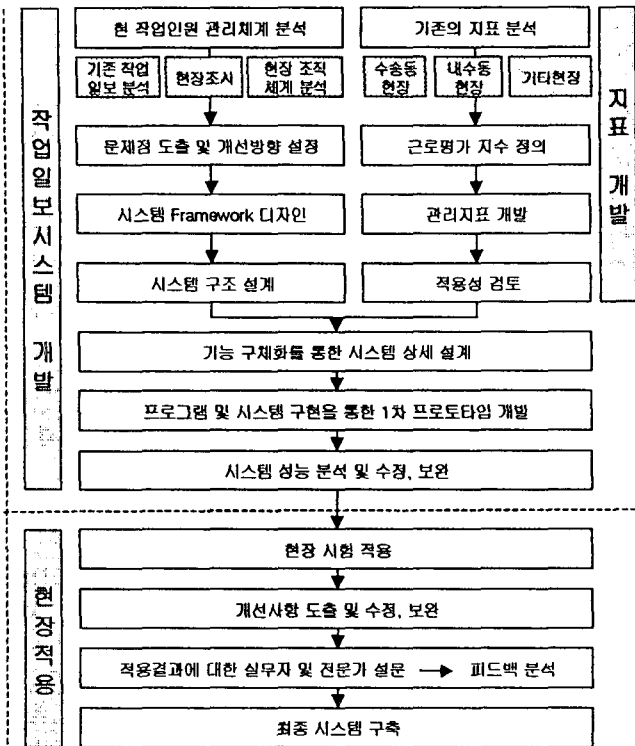 현 작업인원 관리체계 분석
기존의 지표 분석
기존 작업
일보 분석
현장조사
현장 조직
체계 분석
수송동
현장
내수동
현장
기타현장
작업일보시스템 개발
지표 개발
문제점 도출 및 개선방향 설정
근로평가 지수 정의
시스템 Framework 디자인
관리지표 개발
시스템 구조 설계
적용성 검토
기능 구체화를 통한 시스템 상세 설계
프로그램 및 시스템 구현을 통한 1차 프로토타입 개발
시스템 성능 분석 및 수정, 보완
현장적용
현장 시험 적용
개선사항 도출 및 수정, 보완
적용결과에 대한 실무자 및 전문가 설문 → 피드백 분석
최종 시스템 구축